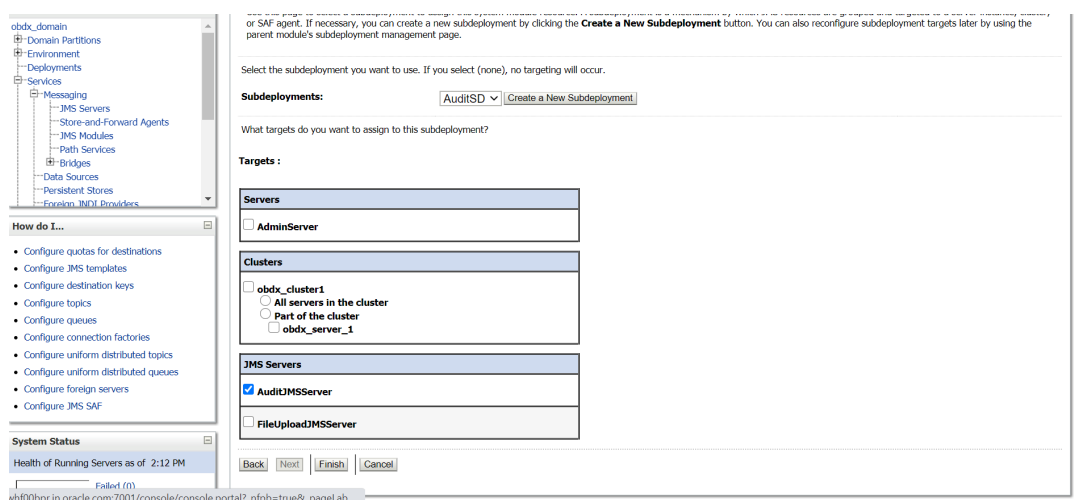 obdx_domain
Domain Partitions
Environment
Deployments
Services
Messaging
JMS Servers
Store-and-Forward Agents
JMS Modules
Path Services
Bridges
Data Sources
Persistent Stores
Foreign JNDI Providers
How do I...
Configure quotas for destinations
Configure JMS templates
Configure destination keys
Configure topics
Configure queues
Configure connection factories
Configure uniform distributed topics
Configure uniform distributed queues
Configure foreign servers
Configure JMS SAF
System Status
Health of Running Servers as of 2:12 PM
Failed (0)
or SAF agent. If necessary, you can create a new subdeployment by clicking the Create a New Subdeployment button. You can also reconfigure subdeployment targets later by using the
parent module's subdeployment management page.
Select the subdeployment you want to use. If you select (none), no targeting will occur.
Subdeployments: AuditSD Create a New Subdeployment
What targets do you want to assign to this subdeployment?
Targets :
Servers
AdminServer
Clusters
obdx_cluster1
All servers in the cluster
Part of the cluster
obdx_server_1
JMS Servers
AuditJMSServer
FileUploadJMSServer
Back Next Finish Cancel